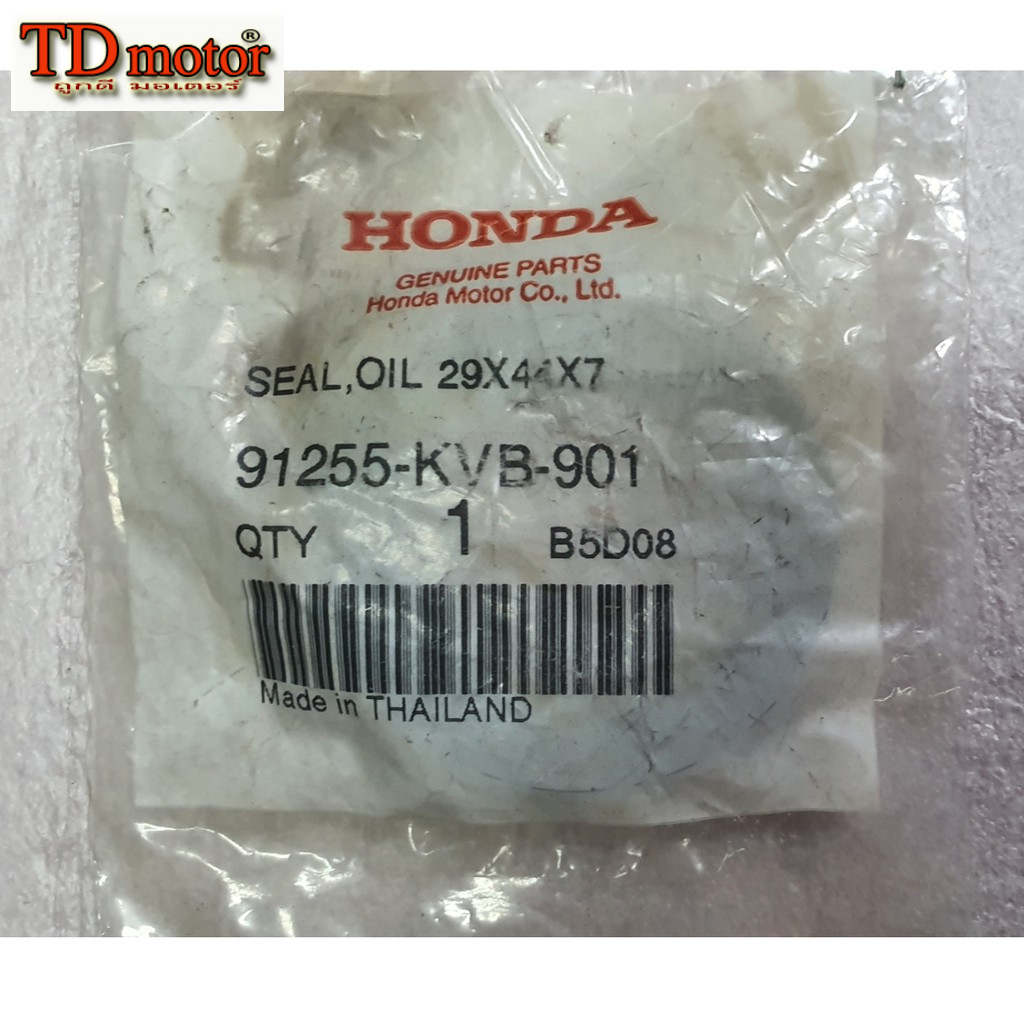 TD motor®
ถูกดี มอเตอร์
HONDA
GENUINE PARTS
Honda Motor Co., Ltd.
SEAL,OIL 29X44X7
91255-KVB-901
QTY 1 B5D08
Made in THAILAND